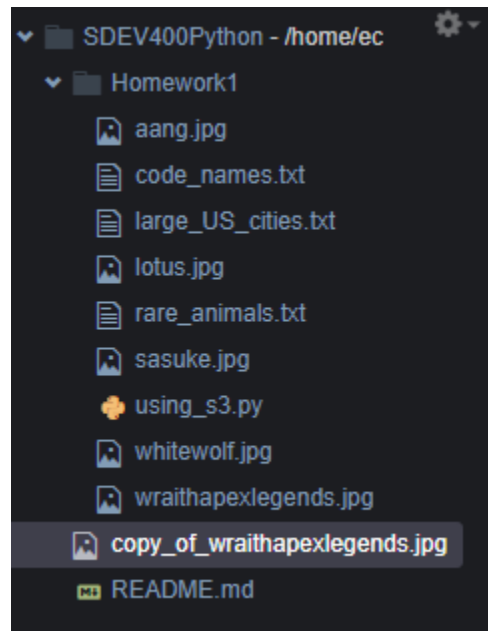 SDEV400Python - /home/ec
Homework1
aang.jpg
code_names.txt
large_US_cities.txt
lotus.jpg
rare_animals.txt
sasuke.jpg
using_s3.py
whitewolf.jpg
wraithapexlegends.jpg
copy_of_wraithapexlegends.jpg
README.md